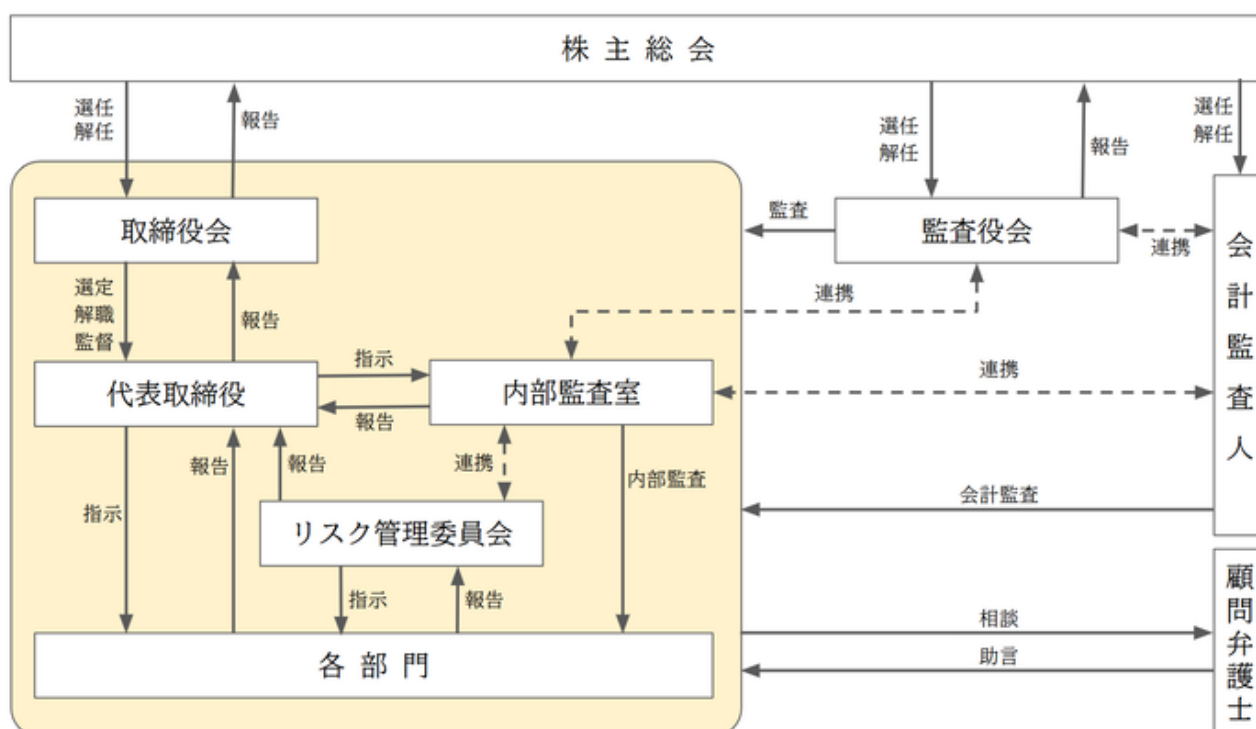 株主総会
選任
解任
報告
選任
解任
報告
選任
解任
取締役会
監査
監査役会
連携
会計監査人
選定
解職
監督
報告
連携
代表取締役
指示
報告
内部監査室
連携
報告
報告
連携
内部監査
指示
リスク管理委員会
会計監査
指示
報告
各部門
相談
助言
顧問弁護士